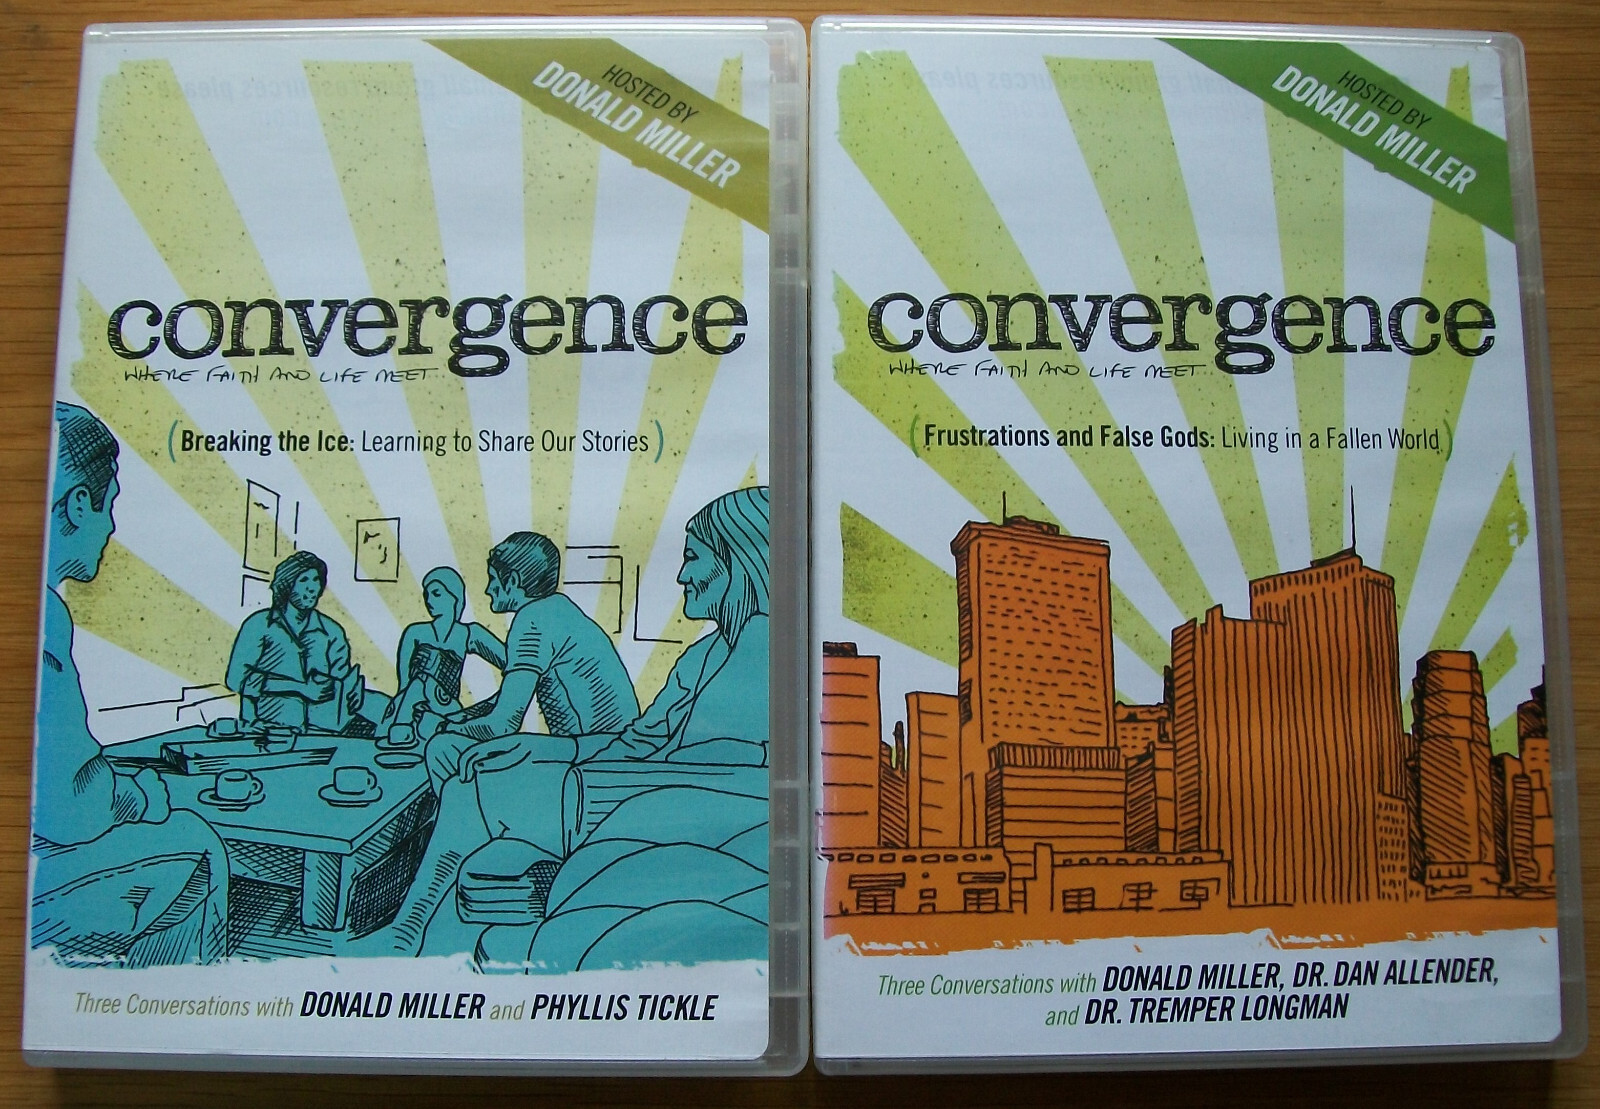 HOSTED BY
DONALD MILLER
convergence
WHERE FAITH AND LIFE MEET
(Breaking the Ice: Learning to Share Our Stories)
Three Conversations with DONALD MILLER and PHYLLIS TICKLE
HOSTED BY
DONALD MILLER
convergence
WHERE FAITH AND LIFE MEET
(Frustrations and False Gods: Living in a Fallen World)
Three Conversations with DONALD MILLER, DR. DAN ALLENDER,
and DR. TREMPER LONGMAN